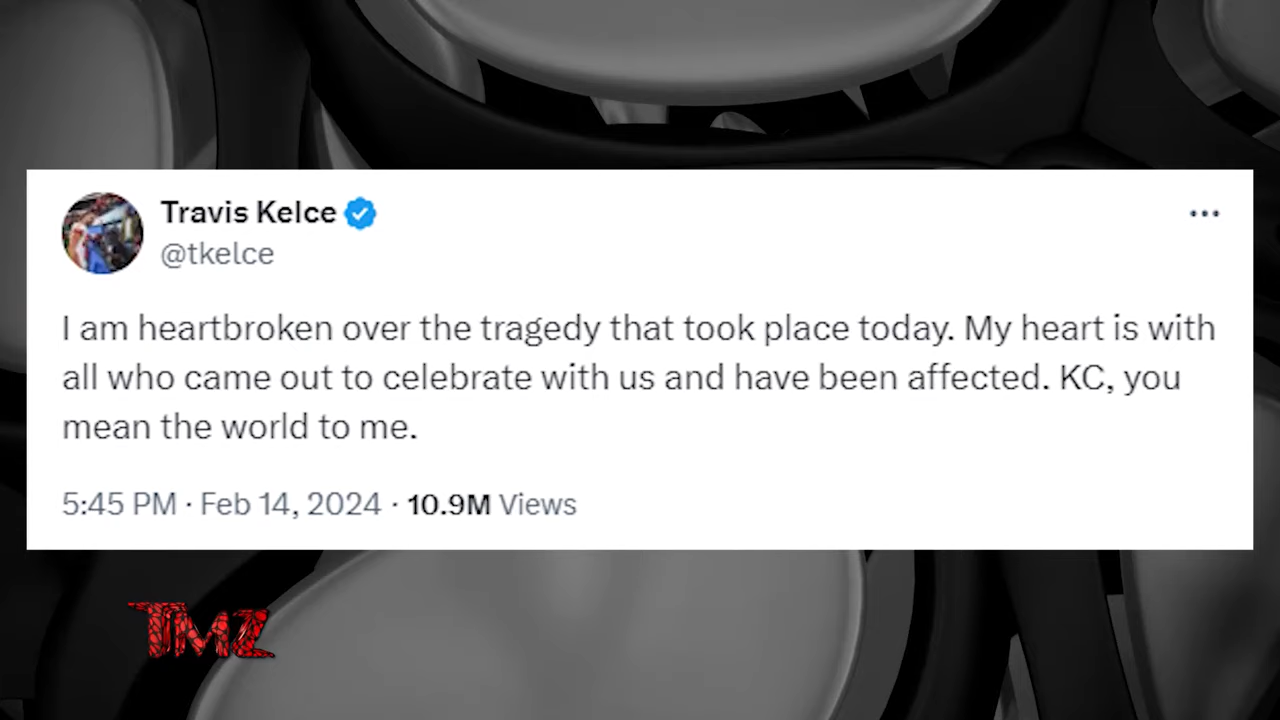 Travis Kelce
@tkelce
I am heartbroken over the tragedy that took place today. My heart is with
all who came out to celebrate with us and have been affected. KC, you
mean the world to me.
5:45 PM · Feb 14, 2024 · 10.9M Views
TMZ